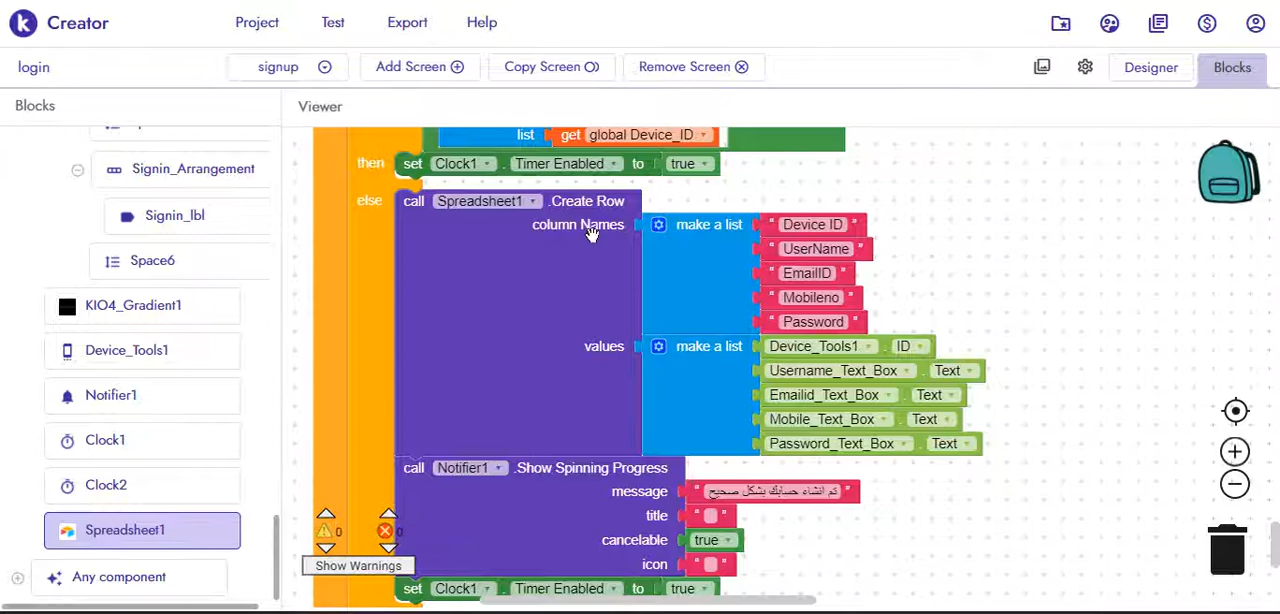 Creator Project Test Export Help
login signup Add Screen Copy Screen Remove Screen Designer Blocks
Blocks Viewer
list get global Device_ID
Signin_Arrangement then set Clock1 . Timer Enabled to true
Signin_lbl else call Spreadsheet1 .Create Row
column Names make a list " Device ID "
" UserName "
Space6 " EmailID "
KIO4_Gradient1 " Mobileno "
" Password "
Device_Tools1 values make a list Device_Tools1 . ID
Username_Text_Box . Text
Notifier1 Emailid_Text_Box . Text
Mobile_Text_Box . Text
Clock1 Password_Text_Box . Text
call Notifier1 .Show Spinning Progress
Clock2 message " تم انشاء حسابك بشكل صحيح "
title " "
Spreadsheet1 0 0 cancelable true
Show Warnings icon " "
Any component set Clock1 . Timer Enabled to true